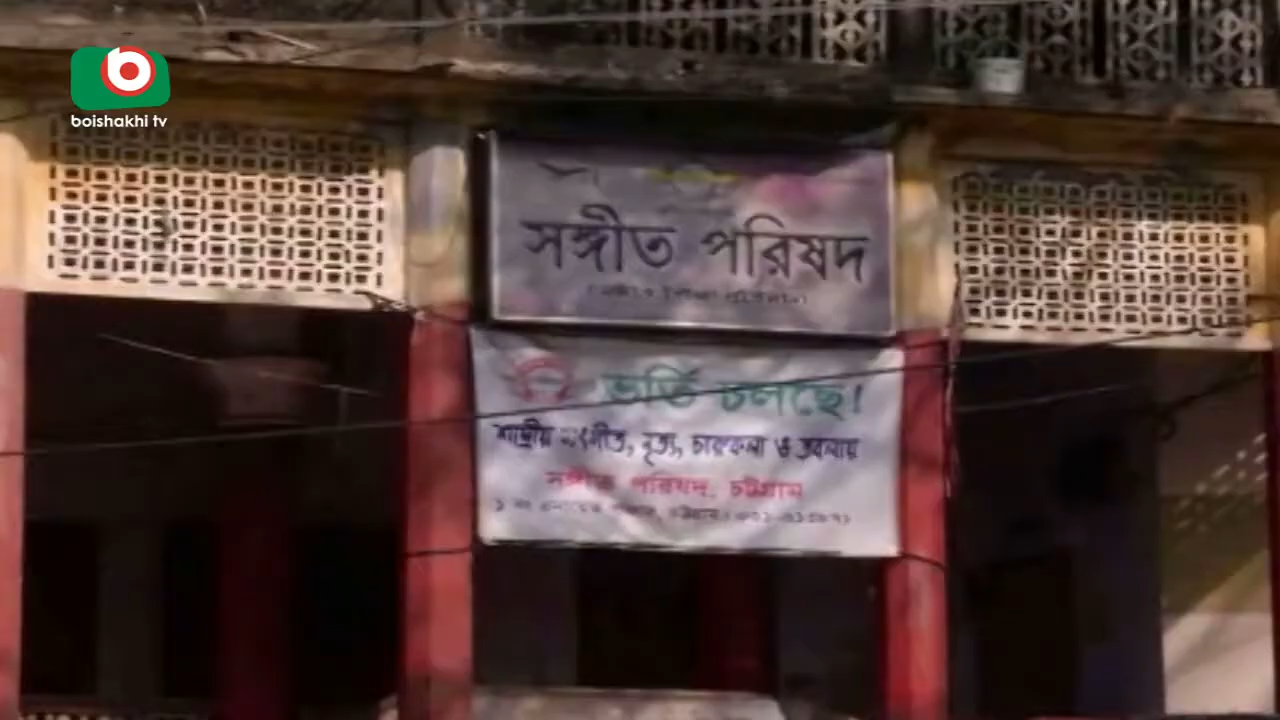 boishakhi tv
সঙ্গীত পরিষদ
ভর্তি চলছে!
শাস্ত্রীয় সংগীত, নৃত্য, চারুকলা ও তবলায়
সঙ্গীত পরিষদ, চট্টগ্রাম